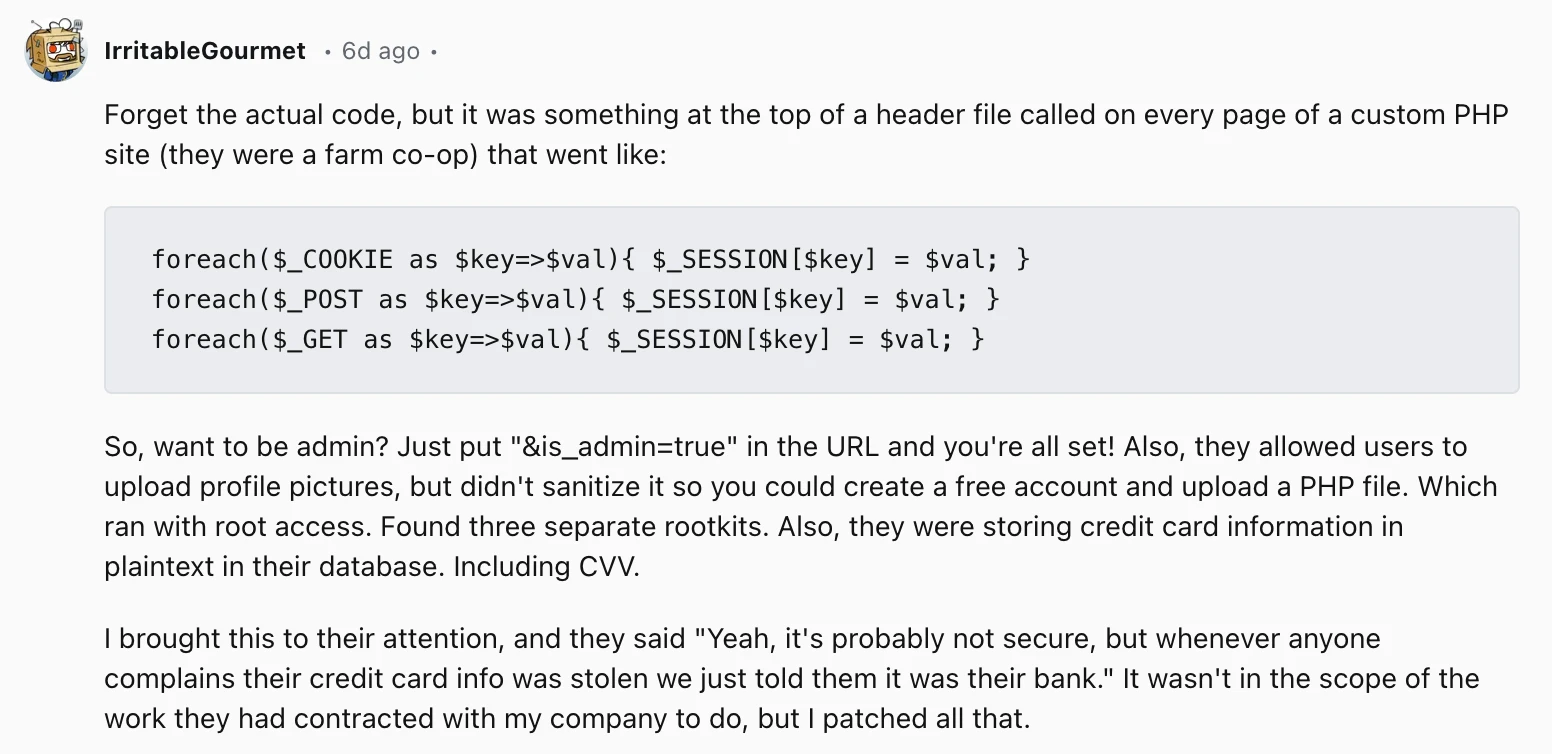 IrritableGourmet • 6d ago •
Forget the actual code, but it was something at the top of a header file called on every page of a custom PHP
site (they were a farm co-op) that went like:
foreach($_COOKIE as $key=>$val){ $_SESSION[$key] = $val; }
foreach($_POST as $key=>$val){ $_SESSION[$key] = $val; }
foreach($_GET as $key=>$val){ $_SESSION[$key] = $val; }
So, want to be admin? Just put "&is_admin=true" in the URL and you're all set! Also, they allowed users to
upload profile pictures, but didn't sanitize it so you could create a free account and upload a PHP file. Which
ran with root access. Found three separate rootkits. Also, they were storing credit card information in
plaintext in their database. Including CVV.
I brought this to their attention, and they said "Yeah, it's probably not secure, but whenever anyone
complains their credit card info was stolen we just told them it was their bank." It wasn't in the scope of the
work they had contracted with my company to do, but I patched all that.